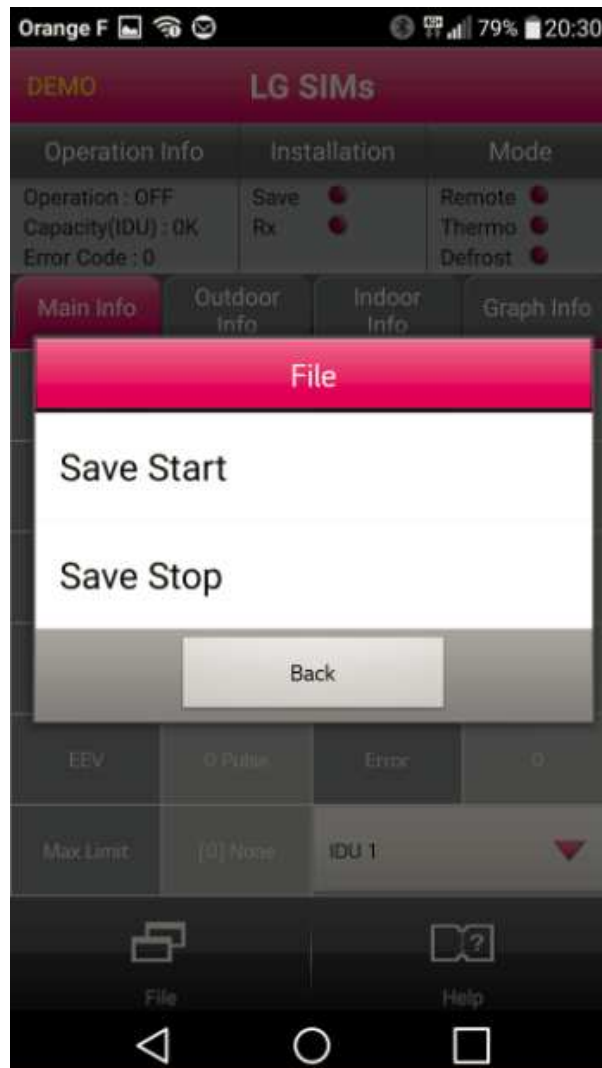 Orange F 79% 20:30
DEMO LG SIMs
Operation Info Installation Mode
Operation : OFF Save Remote
Capacity(IDU) : 0K Rx Thermo
Error Code : 0 Defrost
Main Info Outdoor Info Indoor Info Graph Info
File
Save Start
Save Stop
Back
EEV 0 Pulse Error 0
Max Limit [0] None IDU 1
File Help